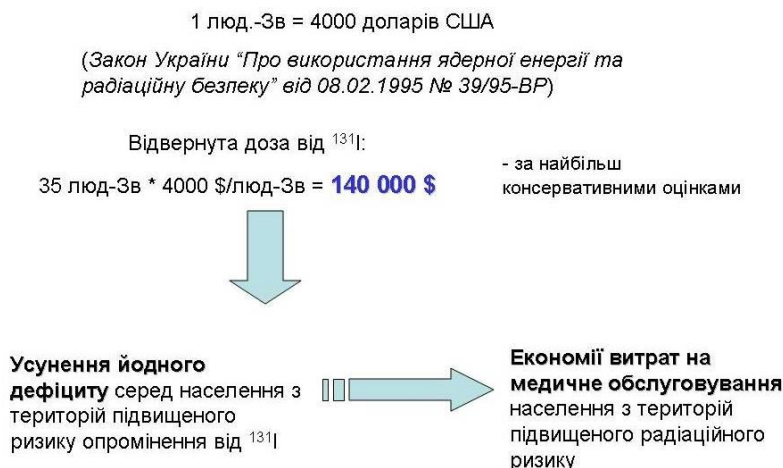 1 люд.-Зв = 4000 доларів США
(Закон України “Про використання ядерної енергії та
радіаційну безпеку” від 08.02.1995 № 39/95-ВР)
Відвернута доза від ¹³¹I:
35 люд-Зв * 4000 $/люд-Зв = 140 000 $
- за найбільш
консервативними оцінками
Усунення йодного
дефіциту серед населення з
територій підвищеного
ризику опромінення від ¹³¹I
Економії витрат на
медичне обслуговування
населення з територій
підвищеного радіаційного
ризику